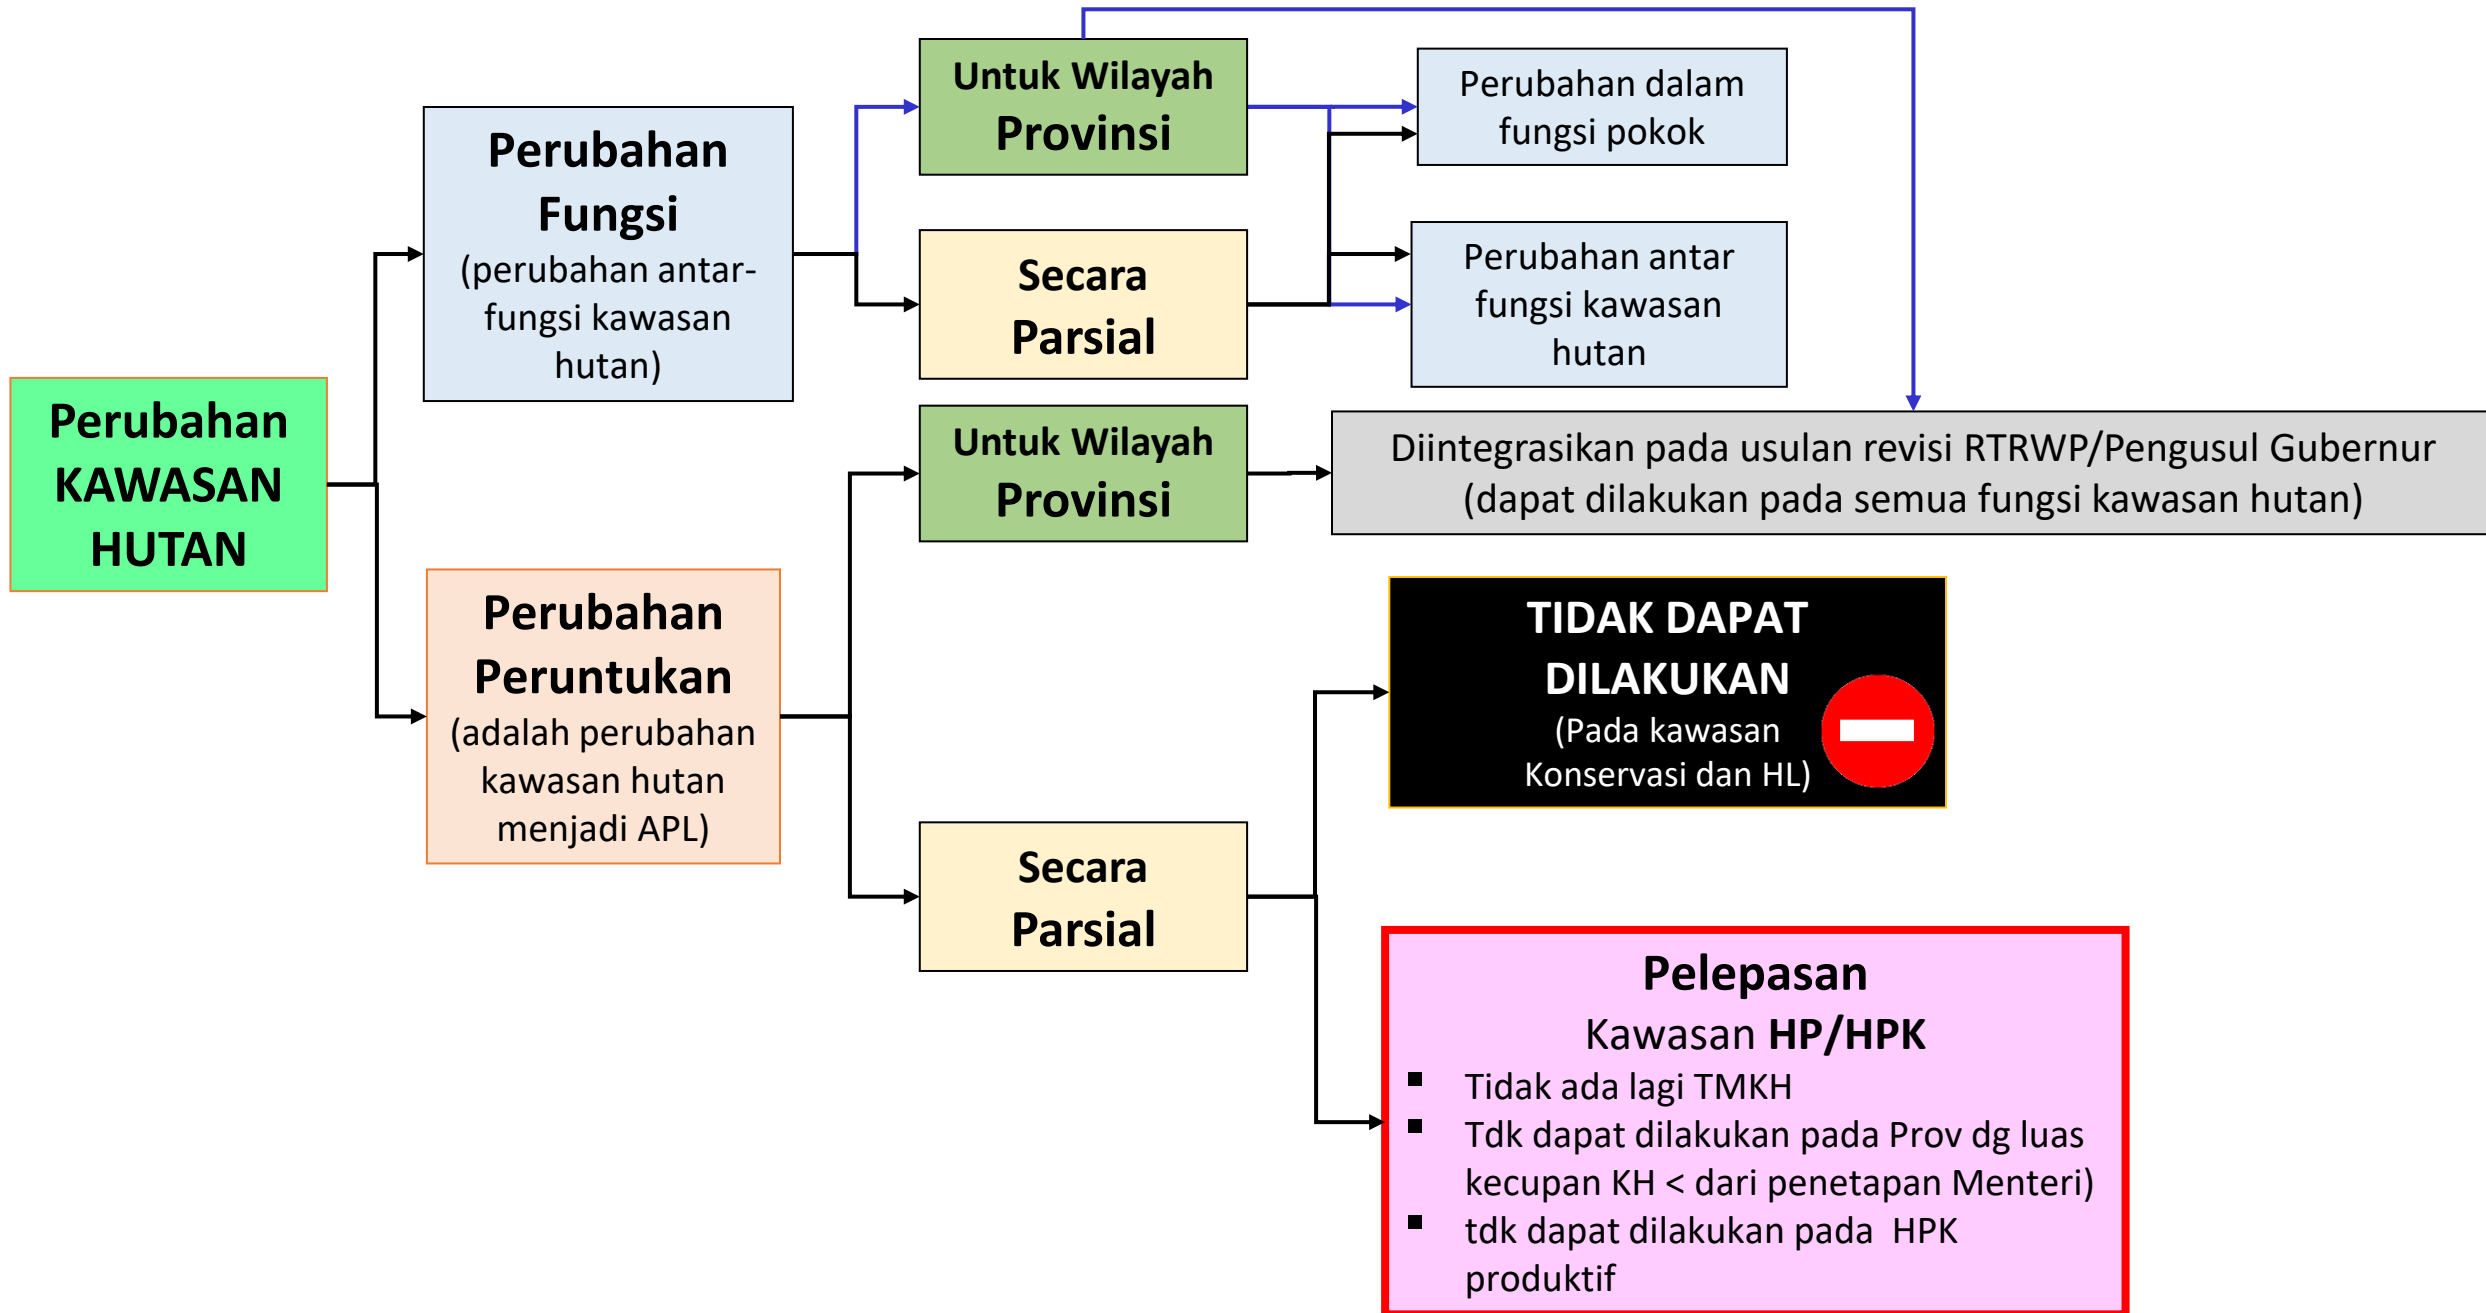 Perubahan
KAWASAN
HUTAN
Perubahan
Fungsi
(perubahan antar-
fungsi kawasan
hutan)
Untuk Wilayah
Provinsi
Secara
Parsial
Perubahan dalam
fungsi pokok
Perubahan antar
fungsi kawasan
hutan
Perubahan
Peruntukan
(adalah perubahan
kawasan hutan
menjadi APL)
Untuk Wilayah
Provinsi
Diintegrasikan pada usulan revisi RTRWP/Pengusul Gubernur
(dapat dilakukan pada semua fungsi kawasan hutan)
Secara
Parsial
TIDAK DAPAT
DILAKUKAN
(Pada kawasan
Konservasi dan HL)
Pelepasan
Kawasan HP/HPK
▪ Tidak ada lagi TMKH
▪ Tdk dapat dilakukan pada Prov dg luas
kecupan KH < dari penetapan Menteri)
▪ tdk dapat dilakukan pada HPK
produktif